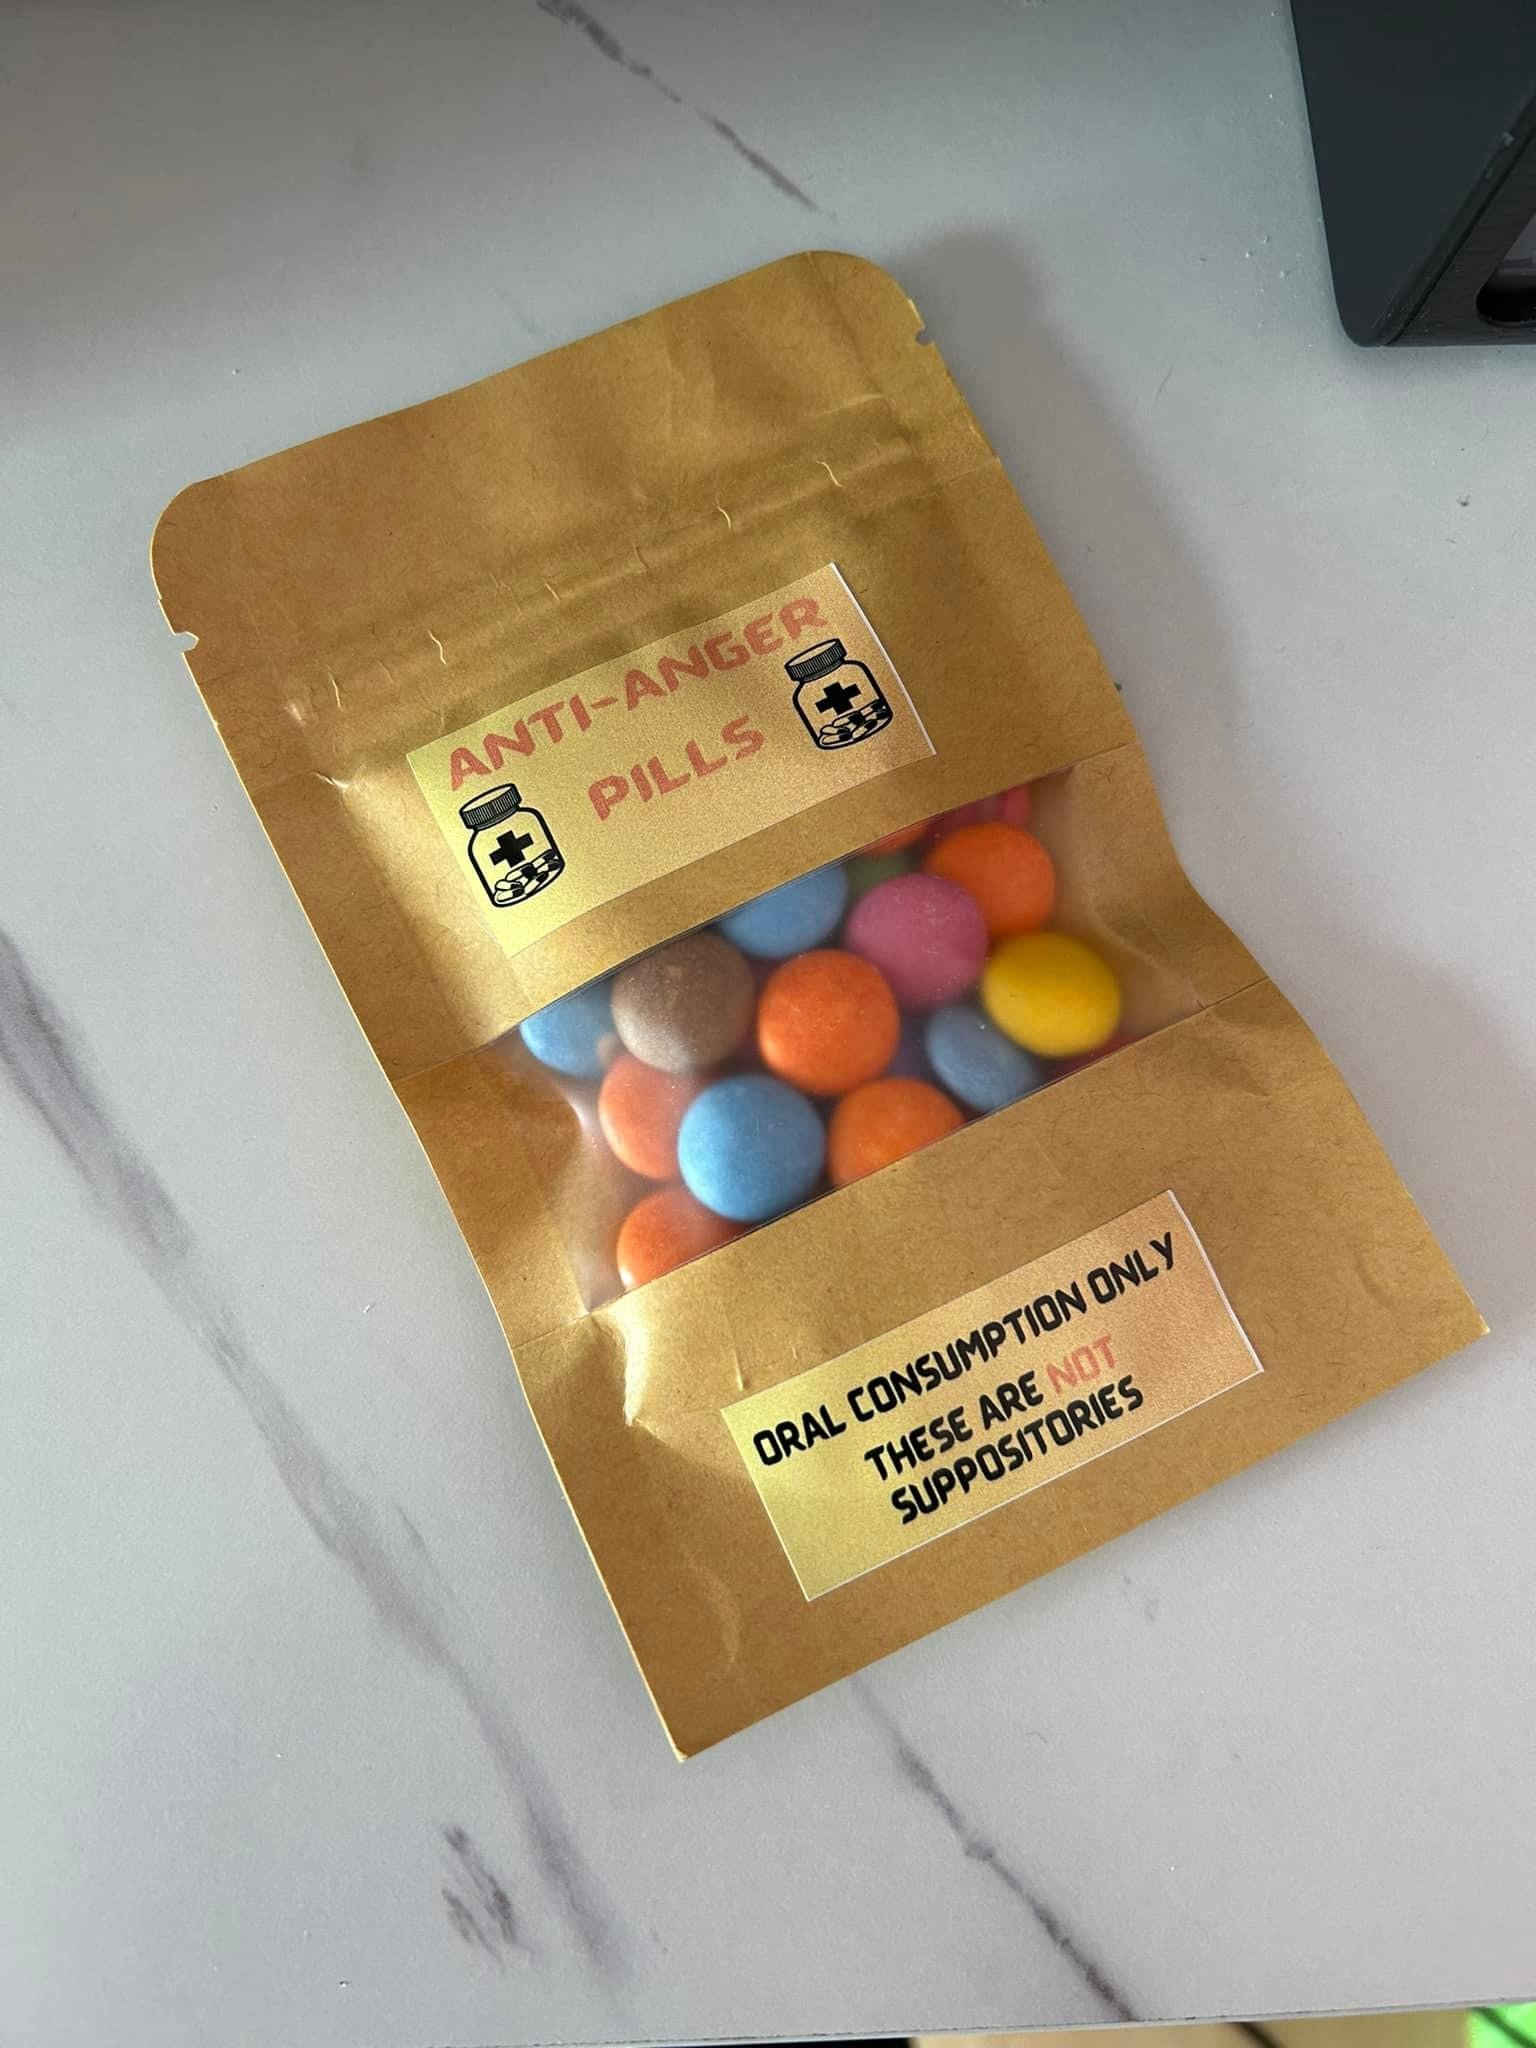 ANTI-ANGER
PILLS
ORAL CONSUMPTION ONLY
THESE ARE NOT
SUPPOSITORIES